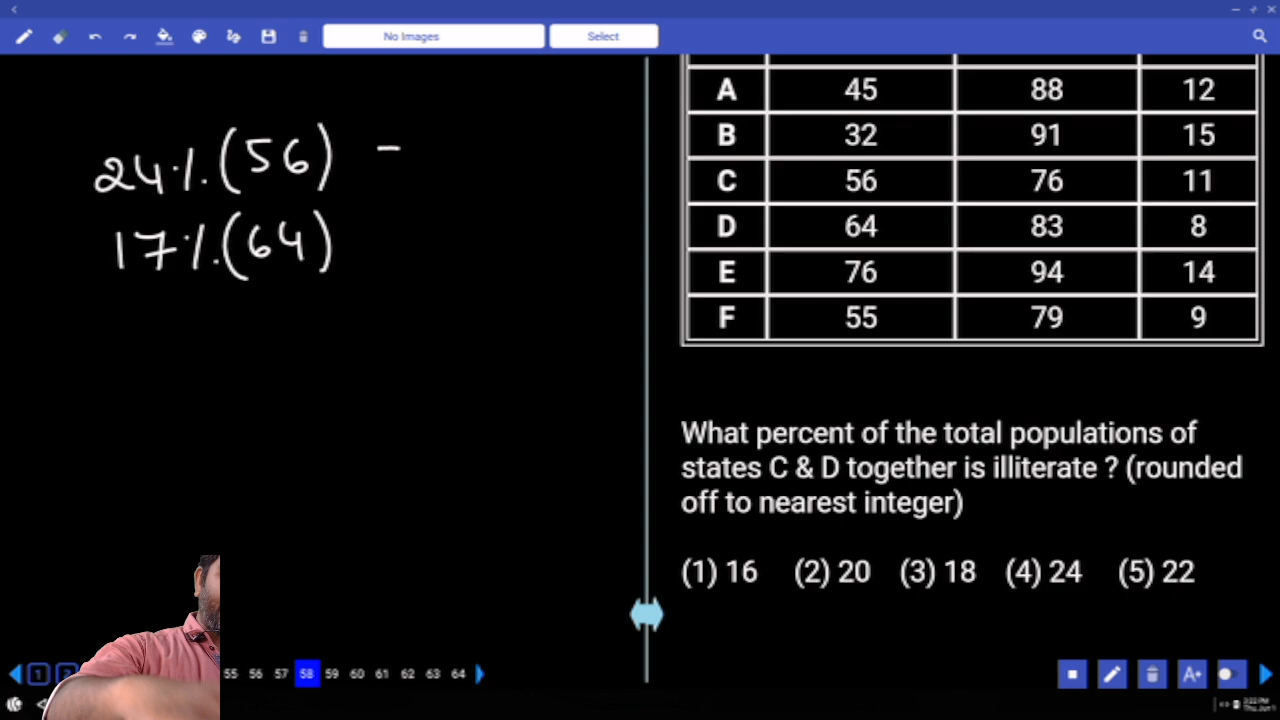 No Images Select
24%.(56) -
17%.(64)
A 45 88 12
B 32 91 15
C 56 76 11
D 64 83 8
E 76 94 14
F 55 79 9
What percent of the total populations of
states C & D together is illiterate ? (rounded
off to nearest integer)
(1) 16 (2) 20 (3) 18 (4) 24 (5) 22
1 55 56 57 58 59 60 61 62 63 64
A+